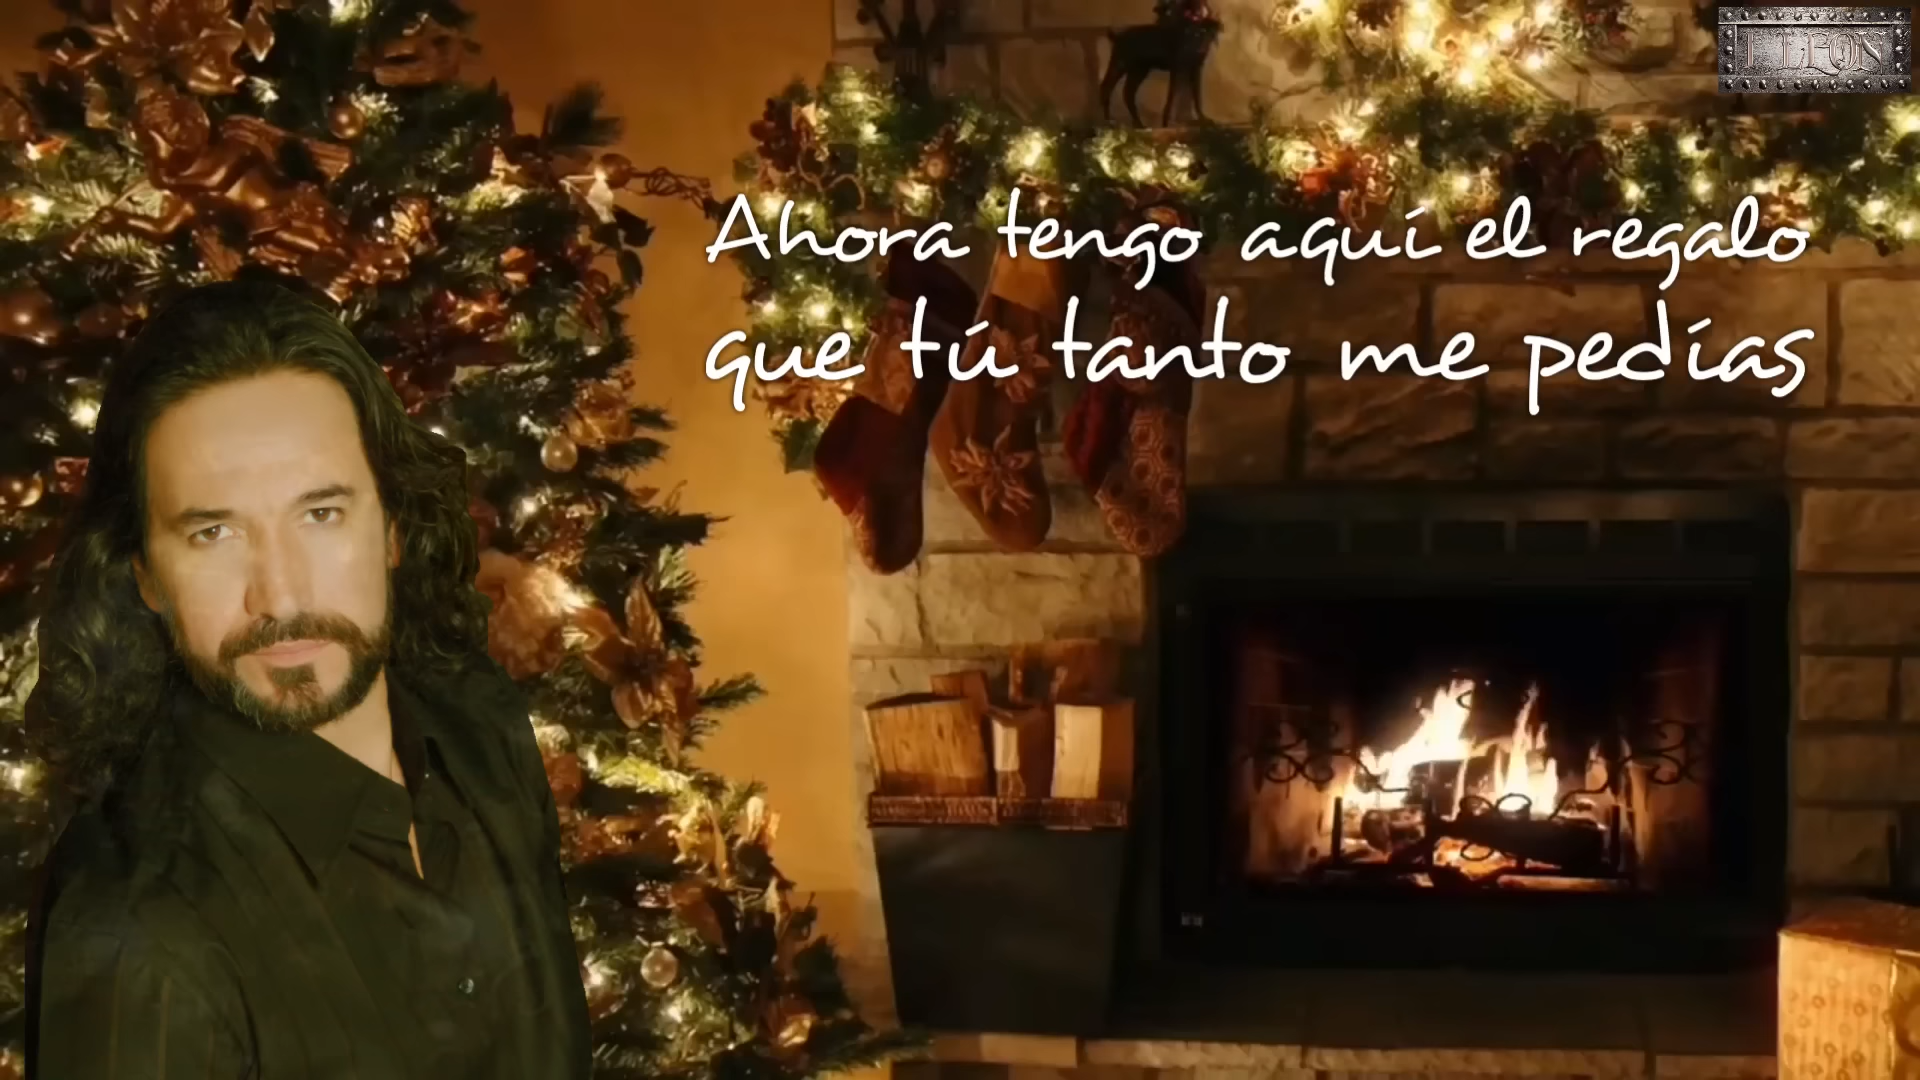 Ahora tengo aquí el regalo
que tú tanto me pedías